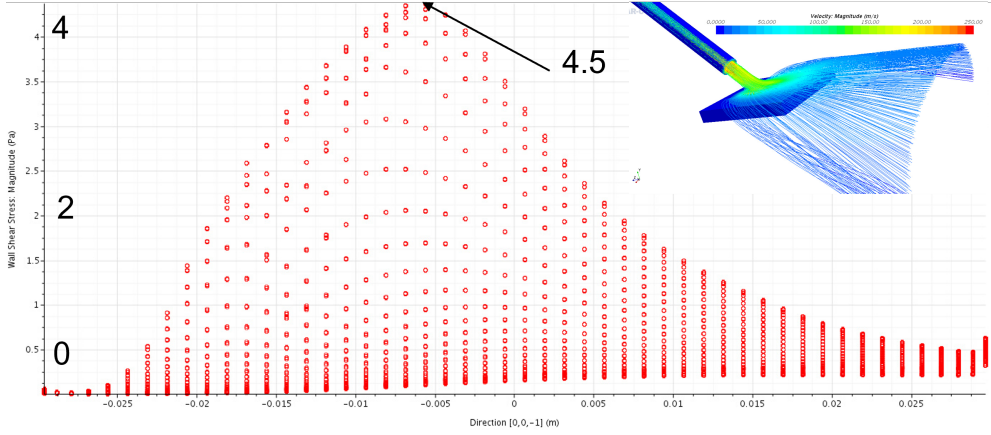 Velocity: Magnitude (m/s)
0.0000 50.000 100.00 150.00 200.00 250.00
4
4.5
2
0
Wall Shear Stress: Magnitude (Pa)
4
3.5
3
2.5
2
1.5
1
0.5
0
−0.025 −0.02 −0.015 −0.01 −0.005 0 0.005 0.01 0.015 0.02 0.025
Direction [0,0,−1] (m)